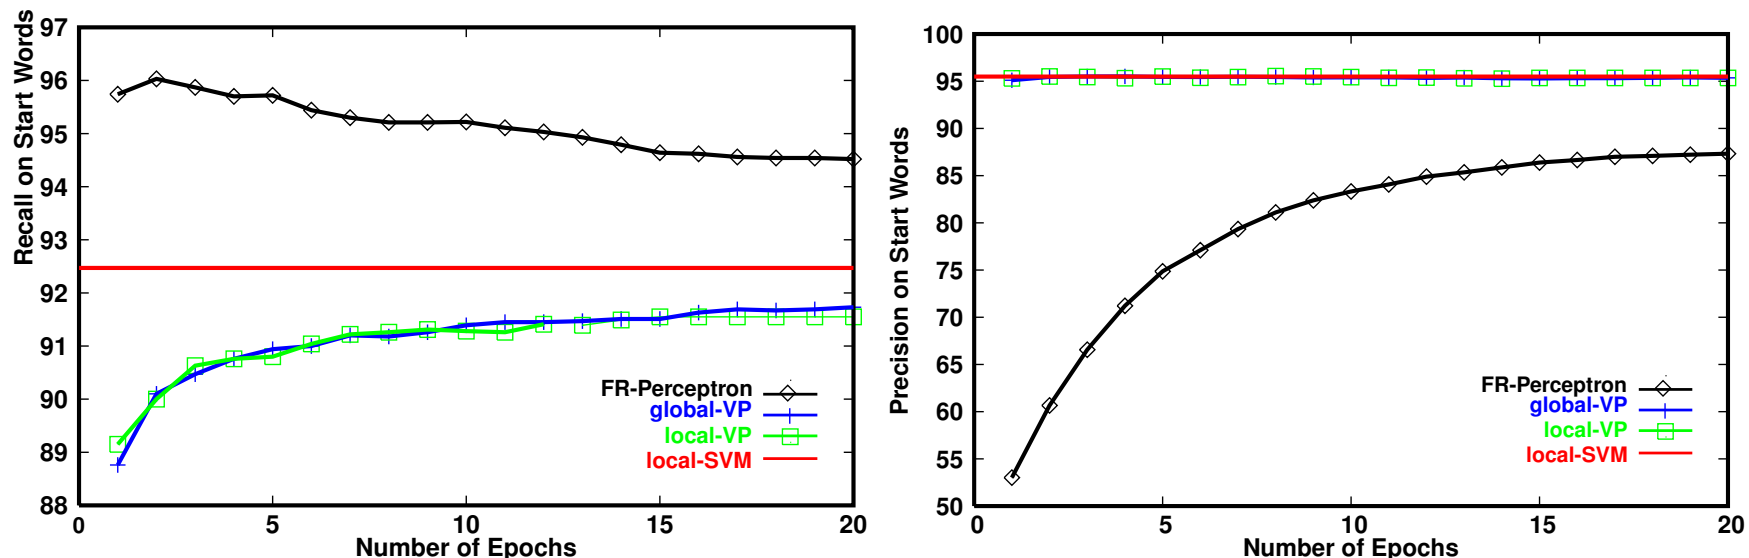 97
96
95
94
93
92
91
90
89
88
Recall on Start Words
FR-Perceptron
global-VP
local-VP
local-SVM
0 5 10 15 20
Number of Epochs
100
95
90
85
80
75
70
65
60
55
50
Precision on Start Words
FR-Perceptron
global-VP
local-VP
local-SVM
0 5 10 15 20
Number of Epochs